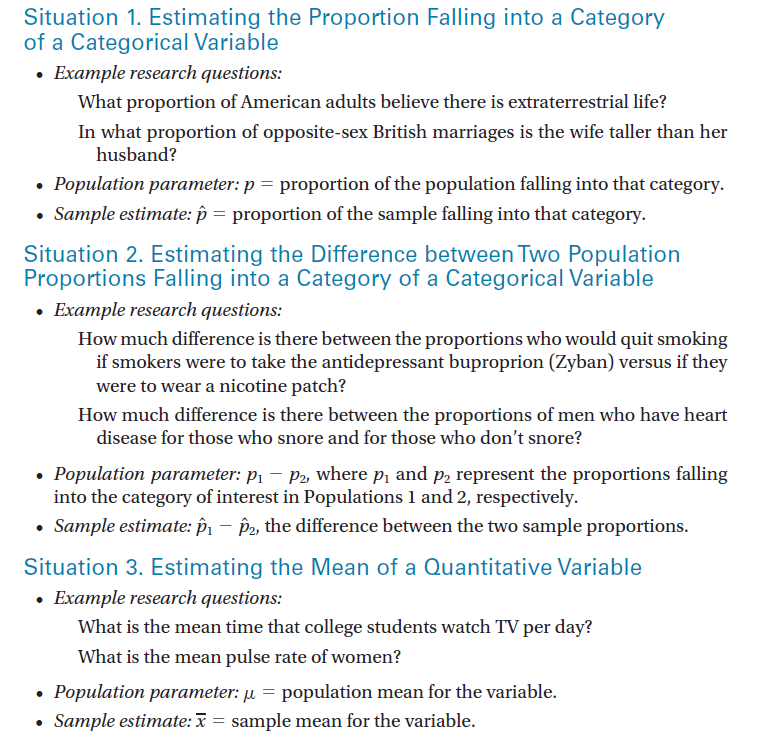 Situation 1. Estimating the Proportion Falling into a Category
of a Categorical Variable
• Example research questions:
What proportion of American adults believe there is extraterrestrial life?
In what proportion of opposite-sex British marriages is the wife taller than her
husband?
• Population parameter: p = proportion of the population falling into that category.
• Sample estimate: p̂ = proportion of the sample falling into that category.
Situation 2. Estimating the Difference between Two Population
Proportions Falling into a Category of a Categorical Variable
• Example research questions:
How much difference is there between the proportions who would quit smoking
if smokers were to take the antidepressant buproprion (Zyban) versus if they
were to wear a nicotine patch?
How much difference is there between the proportions of men who have heart
disease for those who snore and for those who don’t snore?
• Population parameter: p₁ − p₂, where p₁ and p₂ represent the proportions falling
into the category of interest in Populations 1 and 2, respectively.
• Sample estimate: p̂₁ − p̂₂, the difference between the two sample proportions.
Situation 3. Estimating the Mean of a Quantitative Variable
• Example research questions:
What is the mean time that college students watch TV per day?
What is the mean pulse rate of women?
• Population parameter: μ = population mean for the variable.
• Sample estimate: x̄ = sample mean for the variable.